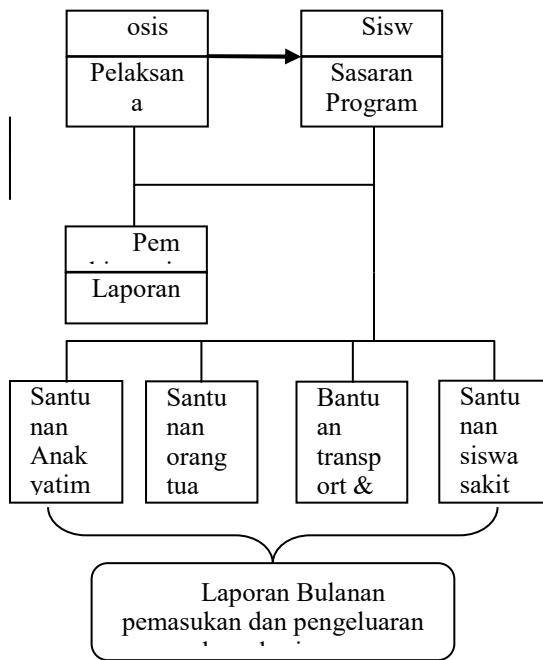 osis
Sisw
Pelaksan
a
Sasaran
Program
Pem
Laporan
Santu
nan
Anak
yatim
Santu
nan
orang
tua
Bantu
an
transp
ort &
Santu
nan
siswa
sakit
Laporan Bulanan
pemasukan dan pengeluaran